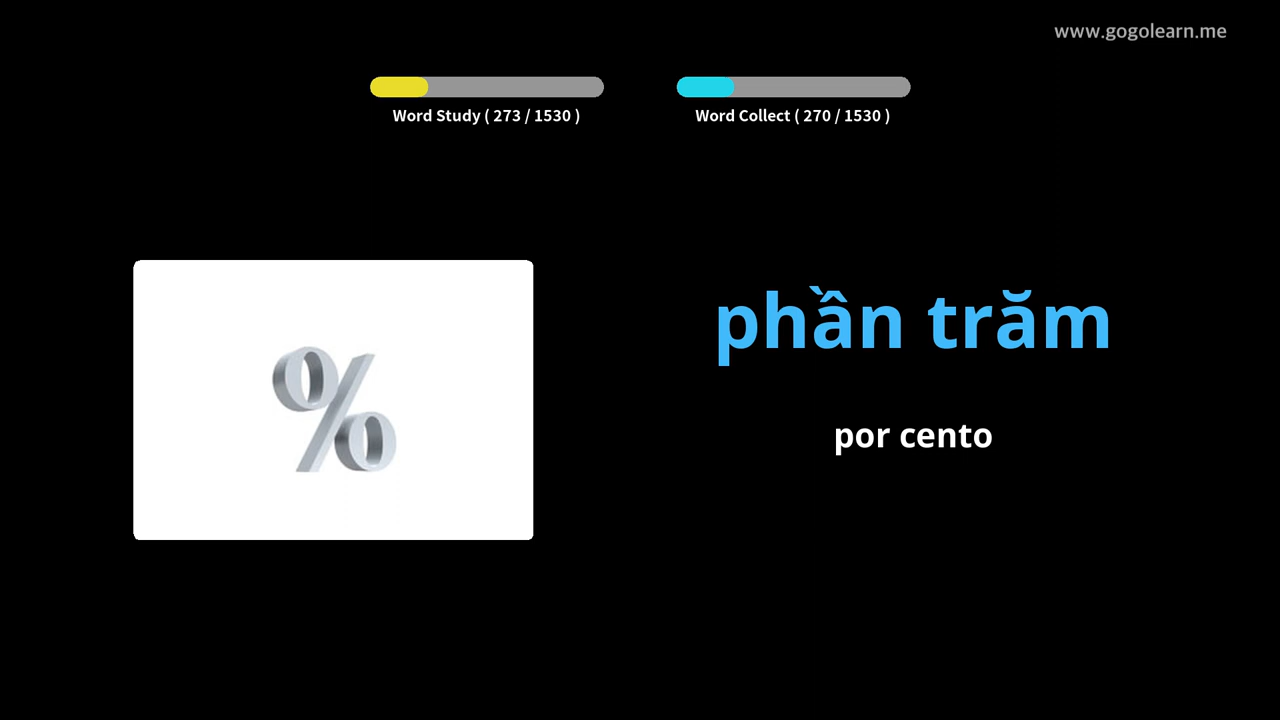 www.gogolearn.me
Word Study ( 273 / 1530 )
Word Collect ( 270 / 1530 )
%
phần trăm
por cento